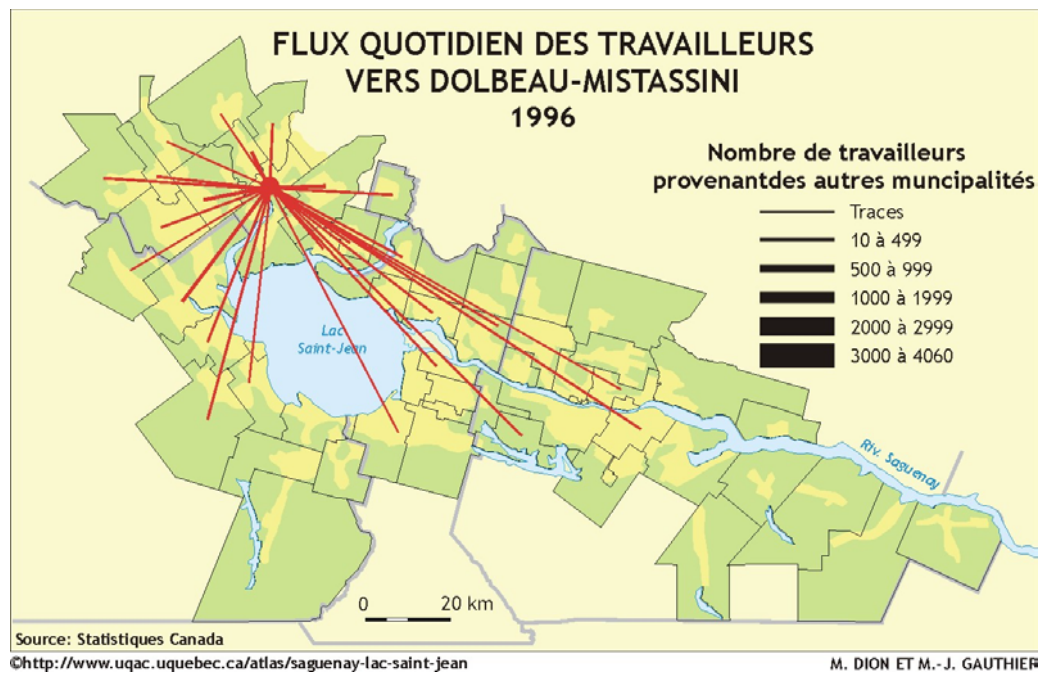 FLUX QUOTIDIEN DES TRAVAILLEURS
VERS DOLBEAU-MISTASSINI
1996
Nombre de travailleurs
provenantdes autres muncipalités
Traces
10 à 499
500 à 999
1000 à 1999
2000 à 2999
3000 à 4060
Lac
Saint-Jean
Riv. Saguenay
0 20 km
Source: Statistiques Canada
©http://www.uqac.uquebec.ca/atlas/saguenay-lac-saint-jean
M. DION ET M.-J. GAUTHIER